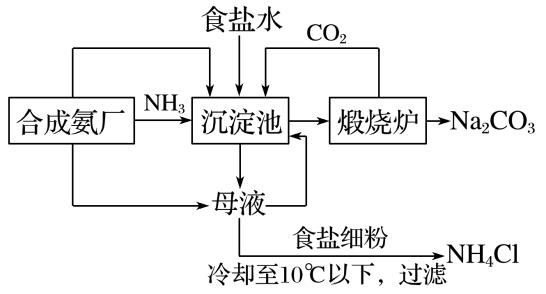 食盐水
CO₂
合成氨厂
NH₃
沉淀池
煅烧炉
Na₂CO₃
母液
食盐细粉
NH₄Cl
冷却至10℃以下，过滤